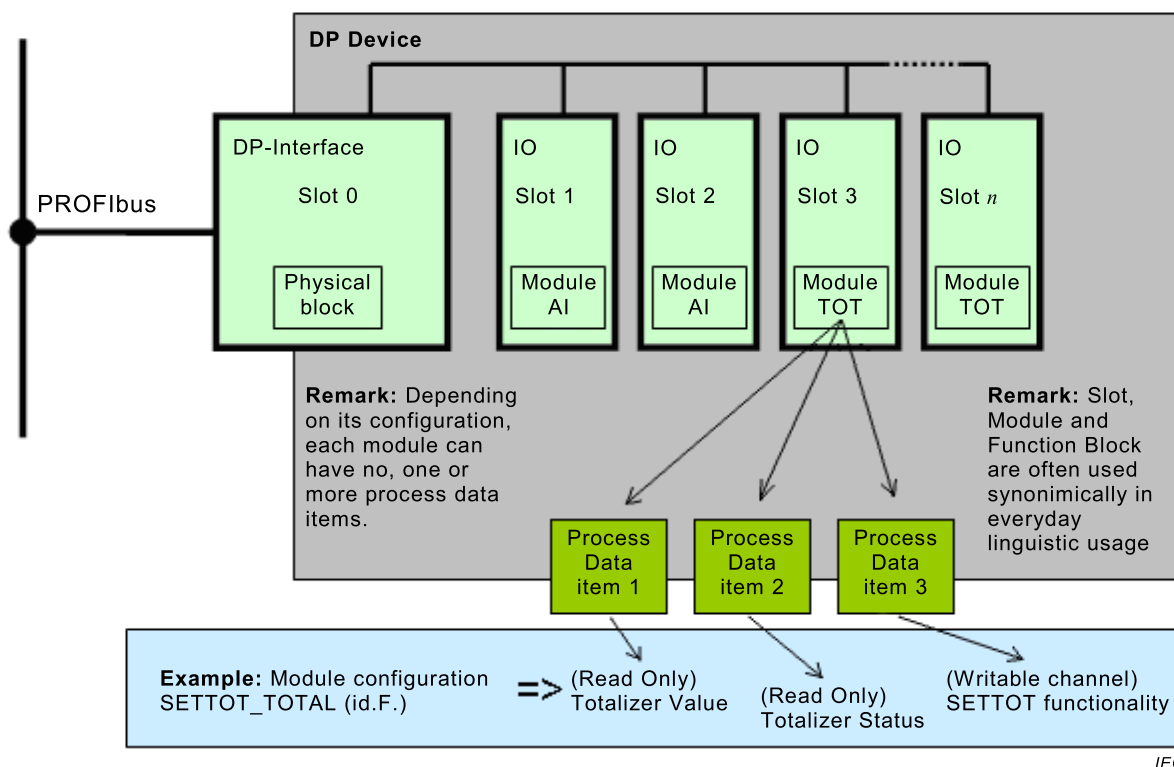 DP Device
DP-Interface
Slot 0
Physical
block
PROFIbus
IO
Slot 1
Module
AI
IO
Slot 2
Module
AI
IO
Slot 3
Module
TOT
IO
Slot n
Module
TOT
Remark: Depending
on its configuration,
each module can
have no, one or
more process data
items.
Remark: Slot,
Module and
Function Block
are often used
synonimically in
everyday
linguistic usage
Process
Data
item 1
Process
Data
item 2
Process
Data
item 3
Example: Module configuration
SETTOT_TOTAL (id.F.)
=>
(Read Only)
Totalizer Value
(Read Only)
Totalizer Status
(Writable channel)
SETTOT functionality